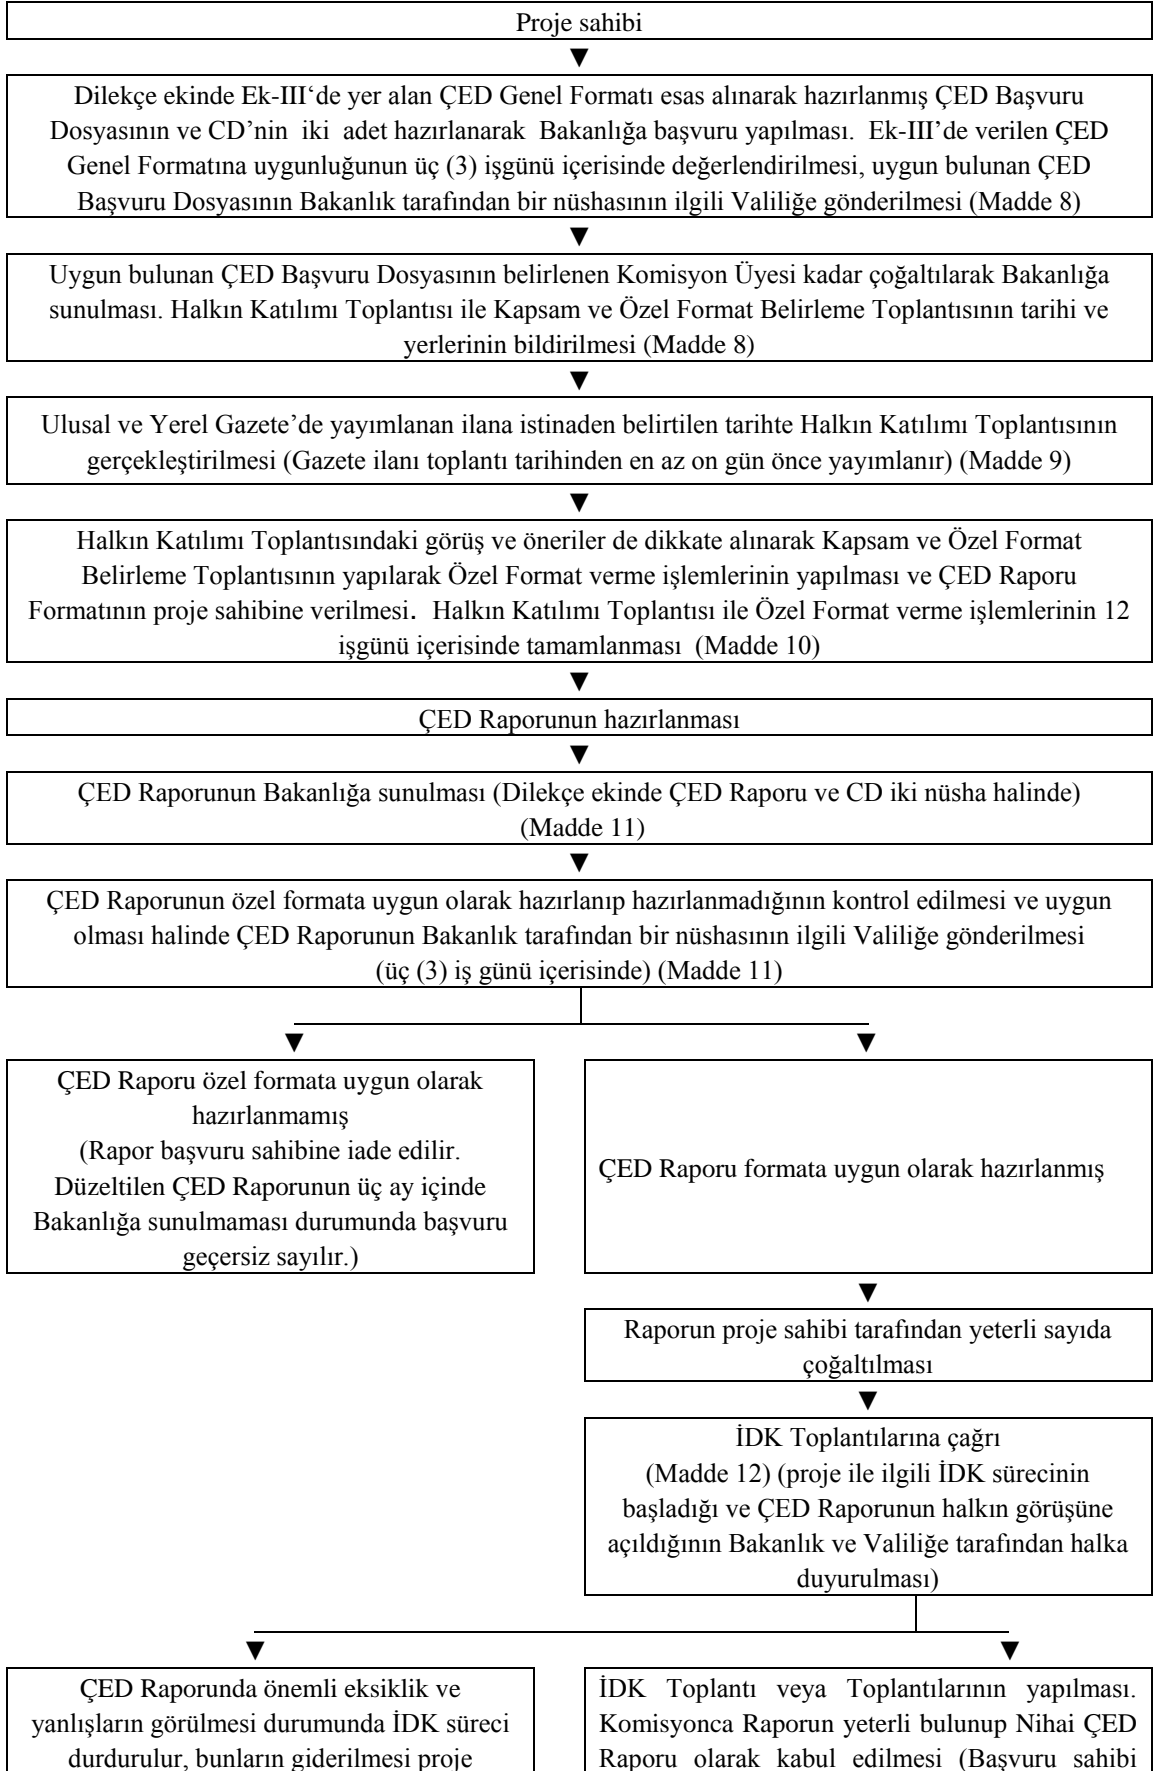 Proje sahibi
▼
Dilekçe ekinde Ek-III‘de yer alan ÇED Genel Formatı esas alınarak hazırlanmış ÇED Başvuru
Dosyasının ve CD’nin iki adet hazırlanarak Bakanlığa başvuru yapılması. Ek-III’de verilen ÇED
Genel Formatına uygunluğunun üç (3) işgünü içerisinde değerlendirilmesi, uygun bulunan ÇED
Başvuru Dosyasının Bakanlık tarafından bir nüshasının ilgili Valiliğe gönderilmesi (Madde 8)
▼
Uygun bulunan ÇED Başvuru Dosyasının belirlenen Komisyon Üyesi kadar çoğaltılarak Bakanlığa
sunulması. Halkın Katılımı Toplantısı ile Kapsam ve Özel Format Belirleme Toplantısının tarihi ve
yerlerinin bildirilmesi (Madde 8)
▼
Ulusal ve Yerel Gazete’de yayımlanan ilana istinaden belirtilen tarihte Halkın Katılımı Toplantısının
gerçekleştirilmesi (Gazete ilanı toplantı tarihinden en az on gün önce yayımlanır) (Madde 9)
▼
Halkın Katılımı Toplantısındaki görüş ve öneriler de dikkate alınarak Kapsam ve Özel Format
Belirleme Toplantısının yapılarak Özel Format verme işlemlerinin yapılması ve ÇED Raporu
Formatının proje sahibine verilmesi. Halkın Katılımı Toplantısı ile Özel Format verme işlemlerinin 12
işgünü içerisinde tamamlanması (Madde 10)
▼
ÇED Raporunun hazırlanması
▼
ÇED Raporunun Bakanlığa sunulması (Dilekçe ekinde ÇED Raporu ve CD iki nüsha halinde)
(Madde 11)
▼
ÇED Raporunun özel formata uygun olarak hazırlanıp hazırlanmadığının kontrol edilmesi ve uygun
olması halinde ÇED Raporunun Bakanlık tarafından bir nüshasının ilgili Valiliğe gönderilmesi
(üç (3) iş günü içerisinde) (Madde 11)
▼ ▼
ÇED Raporu özel formata uygun olarak
hazırlanmamış
(Rapor başvuru sahibine iade edilir.
Düzeltilen ÇED Raporunun üç ay içinde
Bakanlığa sunulmaması durumunda başvuru
geçersiz sayılır.)
ÇED Raporu formata uygun olarak hazırlanmış
▼
Raporun proje sahibi tarafından yeterli sayıda
çoğaltılması
▼
İDK Toplantılarına çağrı
(Madde 12) (proje ile ilgili İDK sürecinin
başladığı ve ÇED Raporunun halkın görüşüne
açıldığının Bakanlık ve Valiliğe tarafından halka
duyurulması)
▼ ▼
ÇED Raporunda önemli eksiklik ve
yanlışların görülmesi durumunda İDK süreci
durdurulur, bunların giderilmesi proje
İDK Toplantı veya Toplantılarının yapılması.
Komisyonca Raporun yeterli bulunup Nihai ÇED
Raporu olarak kabul edilmesi (Başvuru sahibi